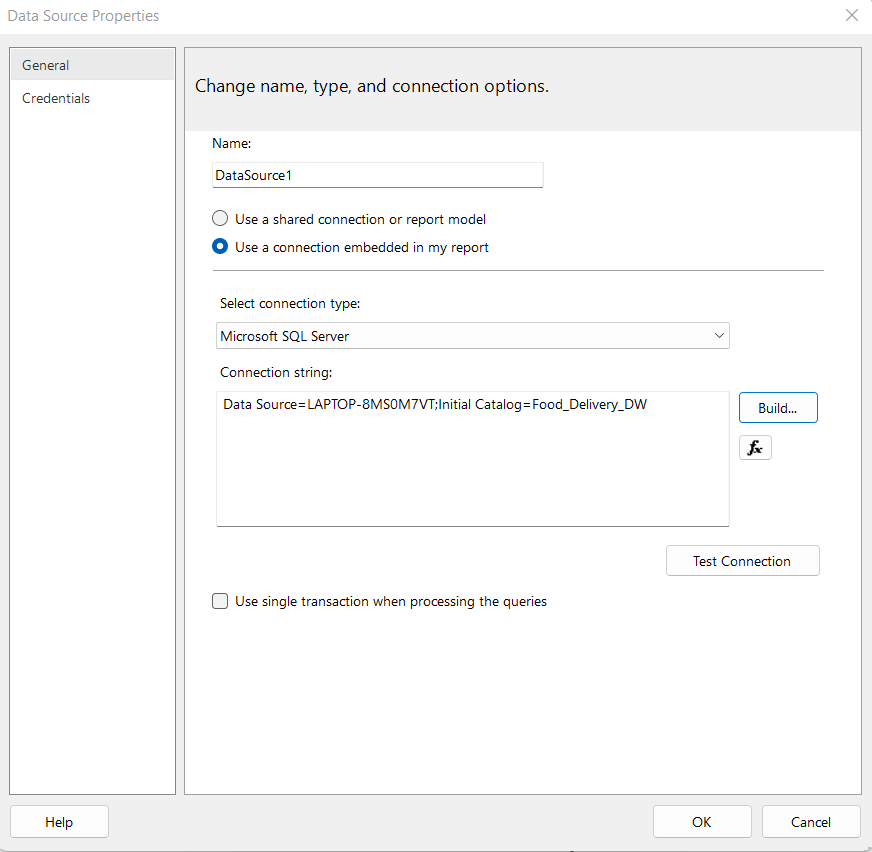 Data Source Properties
General
Credentials
Change name, type, and connection options.
Name:
DataSource1
Use a shared connection or report model
Use a connection embedded in my report
Select connection type:
Microsoft SQL Server
Connection string:
Data Source=LAPTOP-8MS0M7VT;Initial Catalog=Food_Delivery_DW
Build...
fx
Test Connection
Use single transaction when processing the queries
Help
OK
Cancel